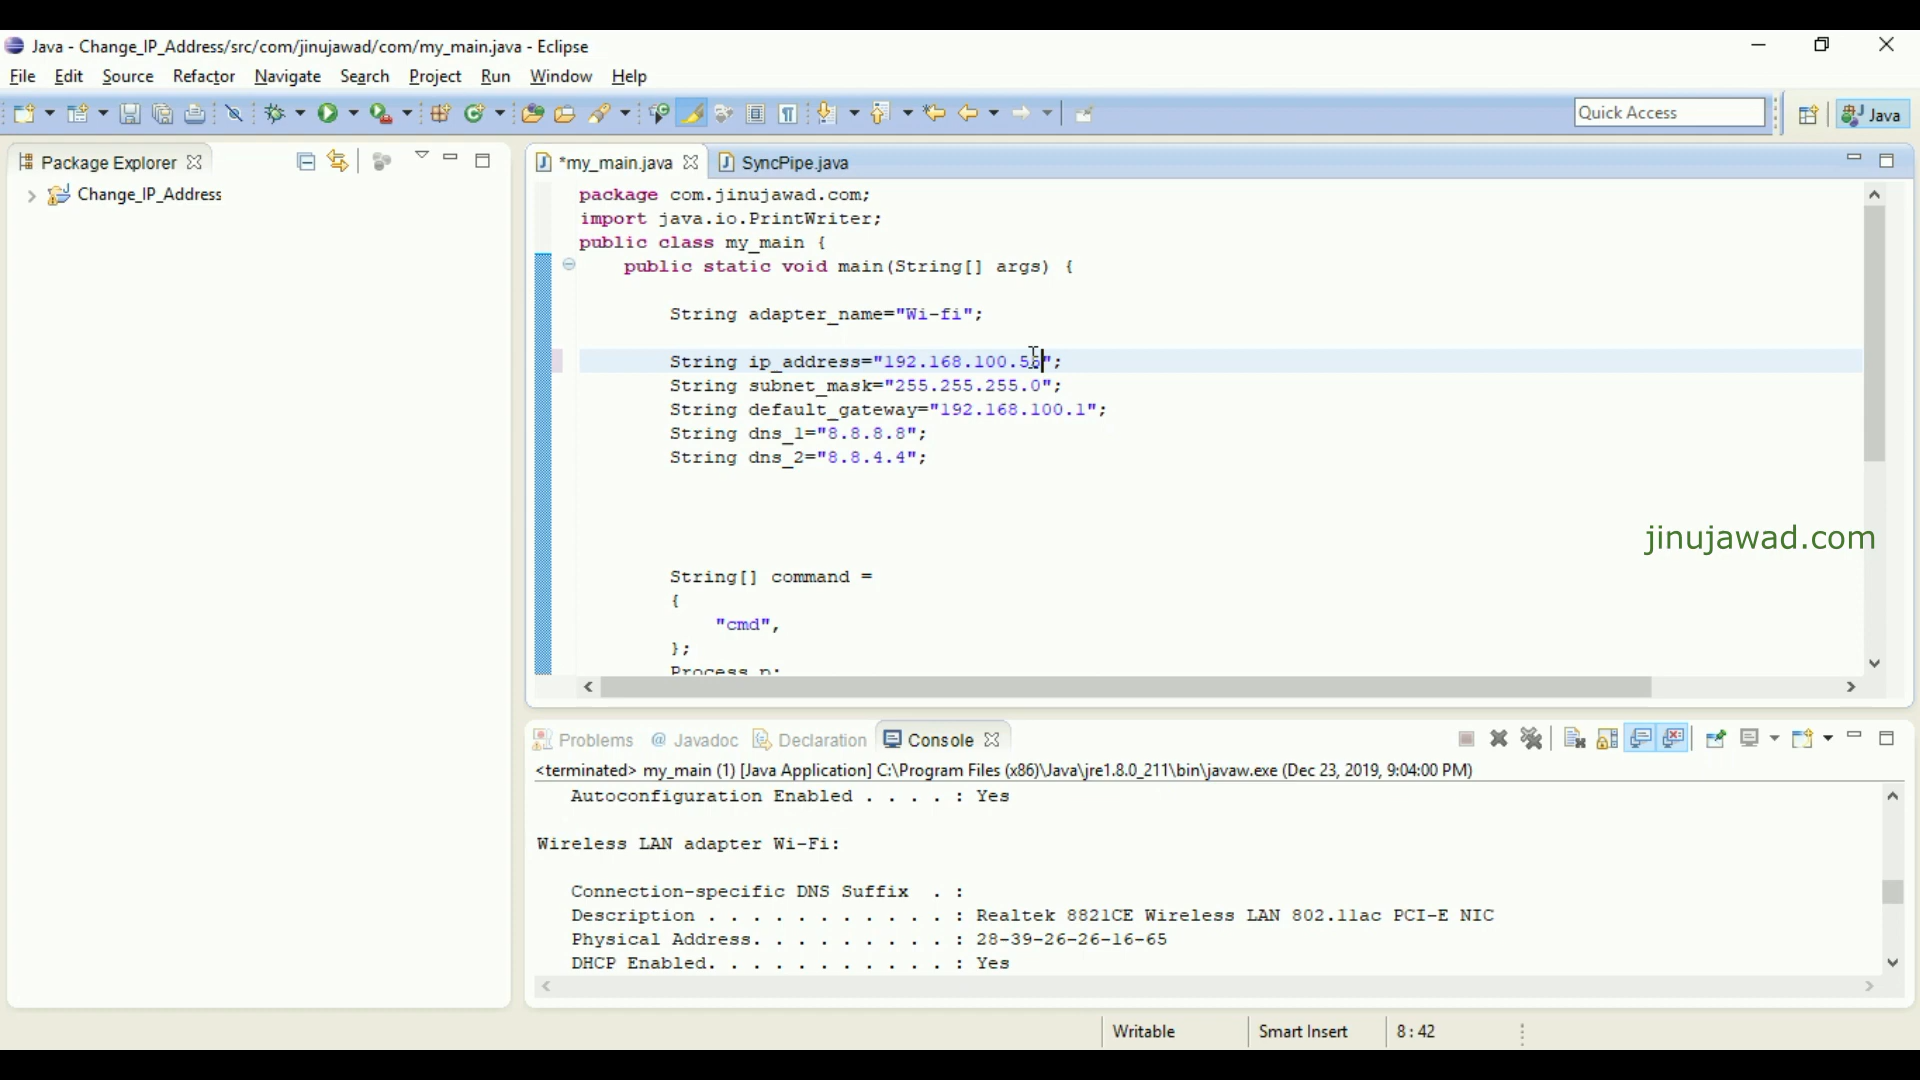 Java - Change_IP_Address/src/com/jinujawad/com/my_main.java - Eclipse
File Edit Source Refactor Navigate Search Project Run Window Help
Quick Access
Java
Package Explorer
Change_IP_Address
*my_main.java
SyncPipe.java
package com.jinujawad.com;
import java.io.PrintWriter;
public class my_main {
public static void main(String[] args) {
String adapter_name="Wi-fi";
String ip_address="192.168.100.56";
String subnet_mask="255.255.255.0";
String default_gateway="192.168.100.1";
String dns_1="8.8.8.8";
String dns_2="8.8.4.4";
jinujawad.com
String[] command =
{
"cmd",
};
Process p;
Problems @ Javadoc Declaration Console
<terminated> my_main (1) [Java Application] C:\Program Files (x86)\Java\jre1.8.0_211\bin\javaw.exe (Dec 23, 2019, 9:04:00 PM)
Autoconfiguration Enabled . . . . : Yes
Wireless LAN adapter Wi-Fi:
Connection-specific DNS Suffix . :
Description . . . . . . . . . . . : Realtek 8821CE Wireless LAN 802.11ac PCI-E NIC
Physical Address. . . . . . . . . : 28-39-26-26-16-65
DHCP Enabled. . . . . . . . . . . : Yes
Writable
Smart Insert
8 : 42